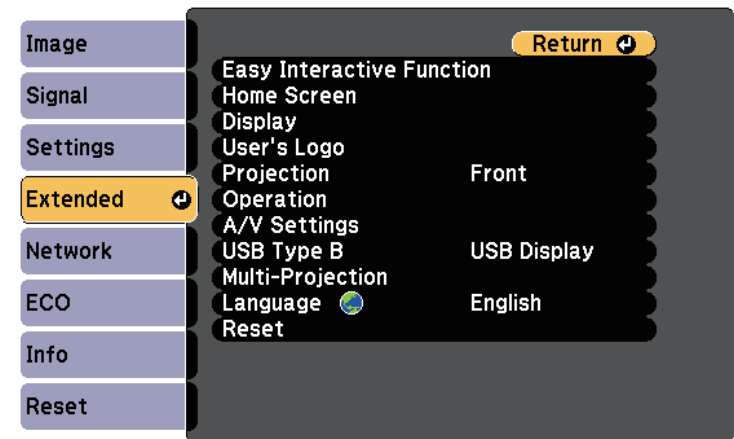 Image
Signal
Settings
Extended
Network
ECO
Info
Reset
Return
Easy Interactive Function
Home Screen
Display
User's Logo
Projection Front
Operation
A/V Settings
USB Type B USB Display
Multi-Projection
Language English
Reset